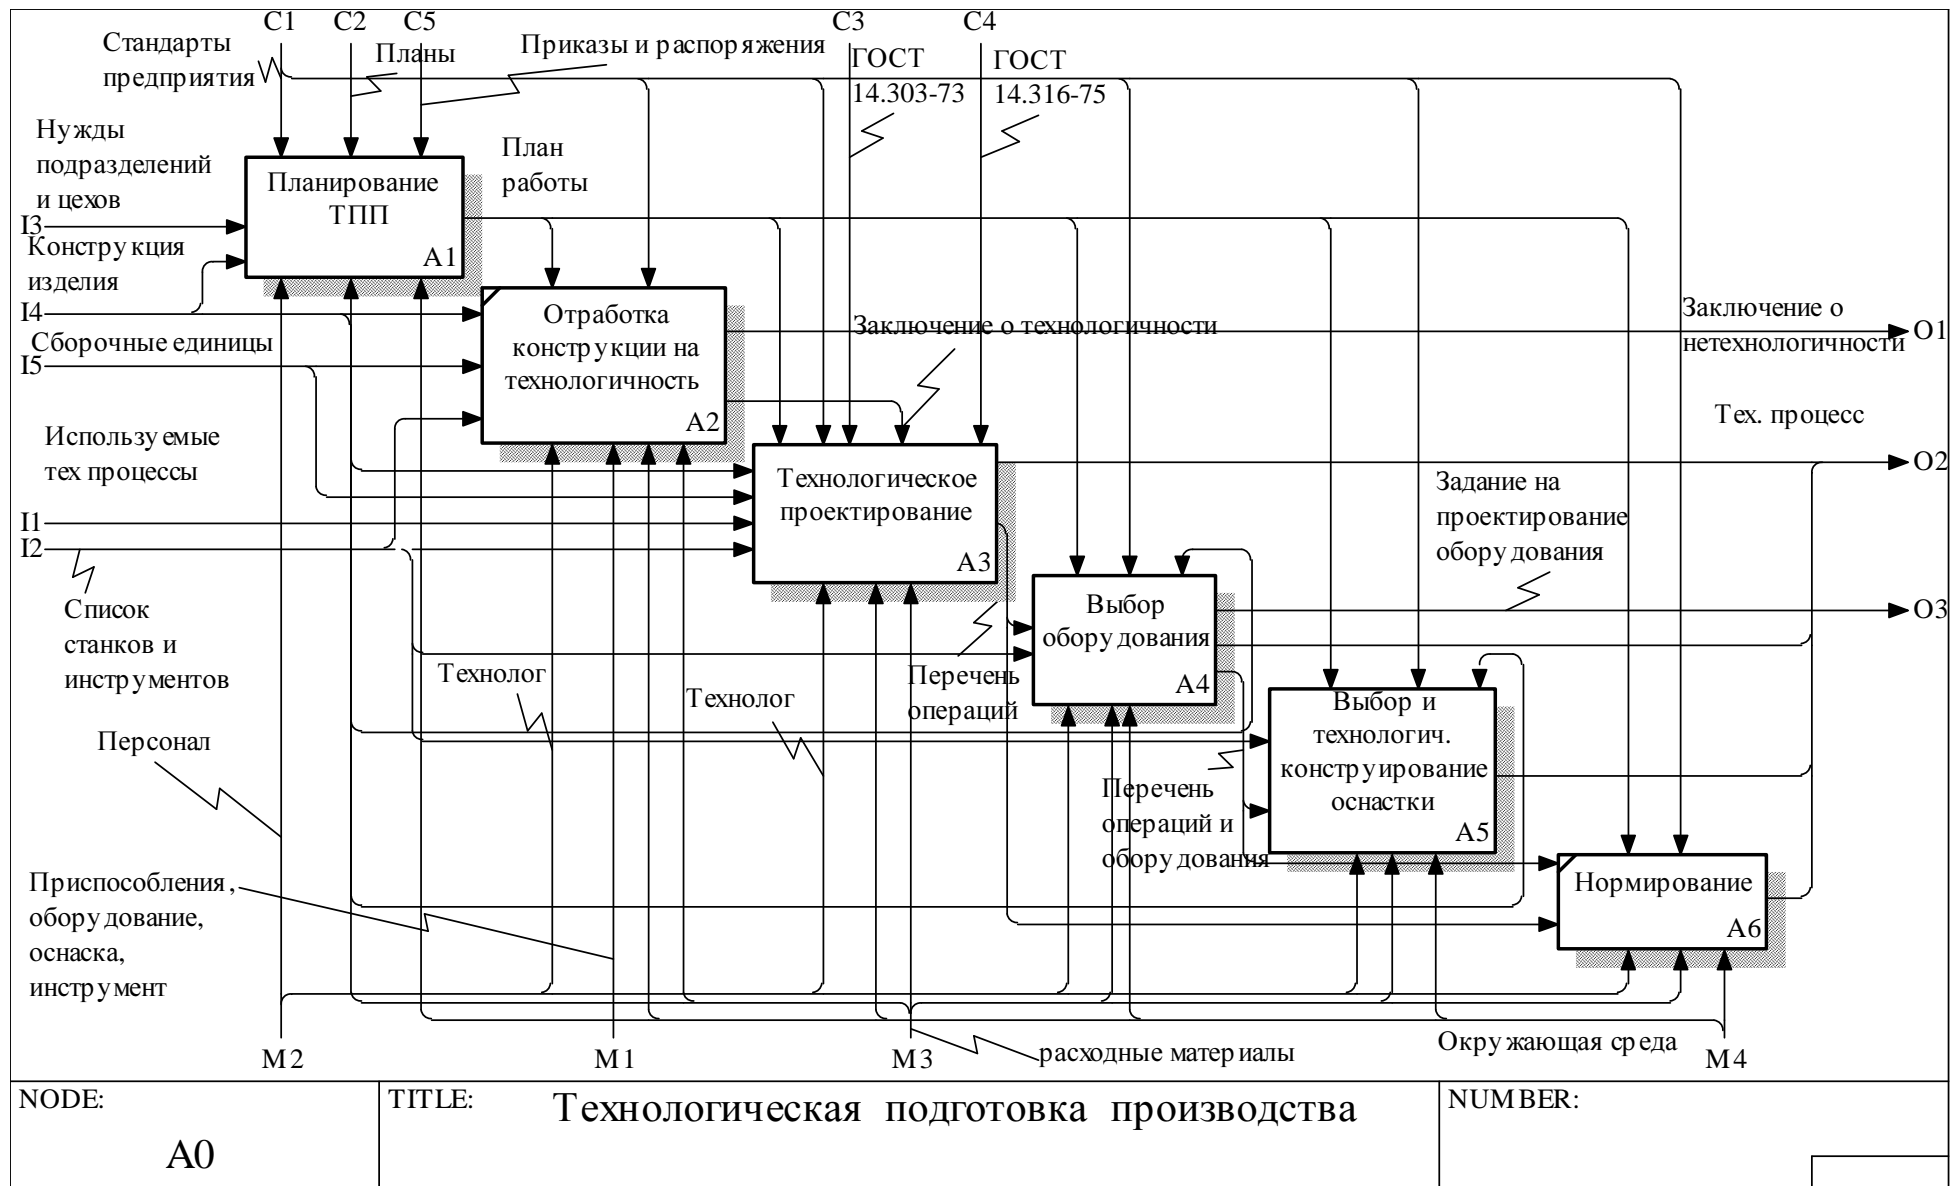 C1
C2
C5
C3
C4
Стандарты
предприятия
Планы
Приказы и распоряжения
ГОСТ
14.303-73
ГОСТ
14.316-75
Нужды
подразделений
и цехов
I3
План
работы
Планирование
ТПП
A1
Конструкция
изделия
I4
Сборочные единицы
I5
Отработка
конструкции на
технологичность
A2
Заключение о технологичности
Заключение о
нетехнологичности
O1
Тех. процесс
O2
Используемые
тех процессы
I1
I2
Технологическое
проектирование
A3
Задание на
проектирование
оборудования
O3
Список
станков и
инструментов
Выбор
оборудования
A4
Технолог
Технолог
Перечень
операций
Выбор и
технологич.
конструирование
оснастки
A5
Персонал
Перечень
операций и
оборудования
Нормирование
A6
Приспособления,
оборудование,
оснаска,
инструмент
M2
M1
M3
расходные материалы
Окружающая среда
M4
NODE:
A0
TITLE:
Технологическая подготовка производства
NUMBER: